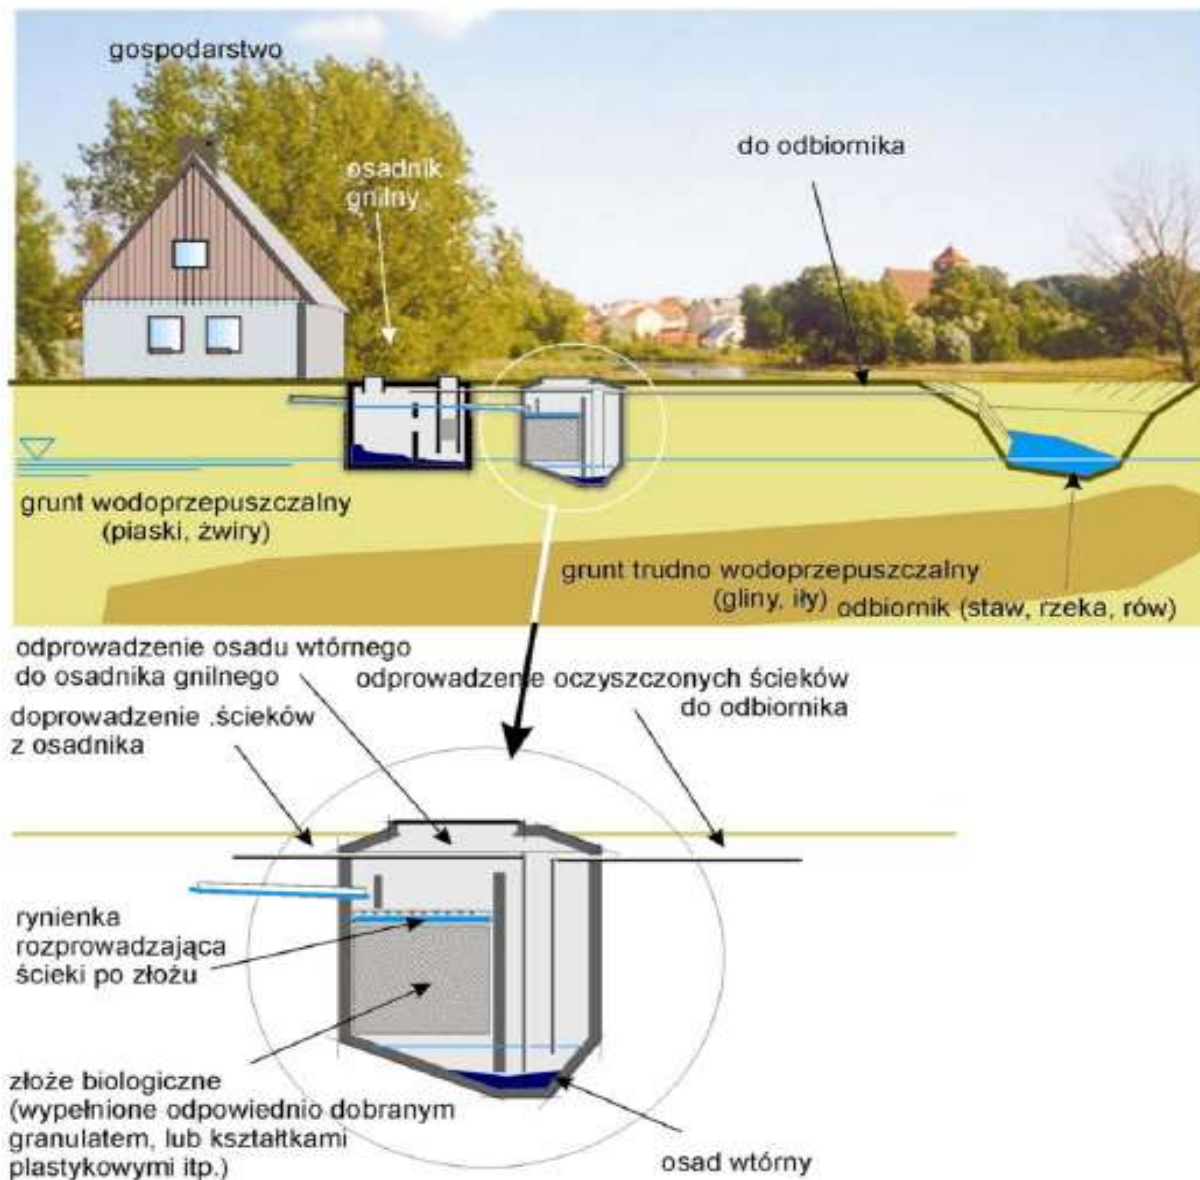 gospodarstwo
osadnik
gnilny
do odbiornika
grunt wodoprzepuszczalny
(piaski, żwiry)
grunt trudno wodoprzepuszczalny
(gliny, iły)
odbiornik (staw, rzeka, rów)
odprowadzenie osadu wtórnego
do osadnika gnilnego
odprowadzenie oczyszczonych ścieków
do odbiornika
doprowadzenie .ścieków
z osadnika
rynienka
rozprowadzająca
ścieki po złożu
złoże biologiczne
(wypełnione odpowiednio dobranym
granulatem, lub kształtkami
plastykowymi itp.)
osad wtórny